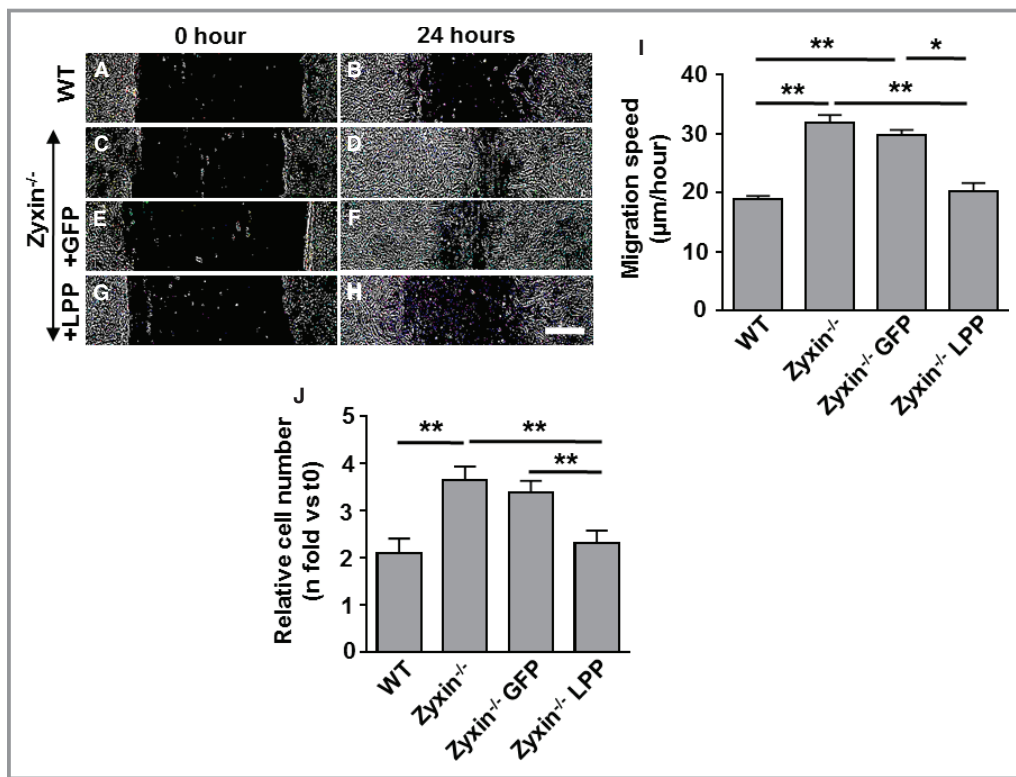 0 hour
24 hours
WT
A
B
Zyxin-/-
C
D
+GFP
E
F
+LPP
G
H
I
**
*
**
**
Migration speed
(µm/hour)
40
30
20
10
0
WT
Zyxin-/-
Zyxin-/- GFP
Zyxin-/- LPP
J
**
**
**
Relative cell number
(n fold vs t0)
5
4
3
2
1
0
WT
Zyxin-/-
Zyxin-/- GFP
Zyxin-/- LPP